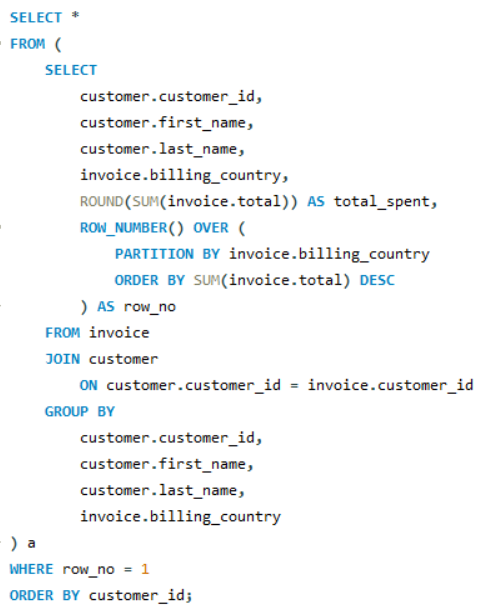 SELECT *
FROM (
    SELECT
        customer.customer_id,
        customer.first_name,
        customer.last_name,
        invoice.billing_country,
        ROUND(SUM(invoice.total)) AS total_spent,
        ROW_NUMBER() OVER (
            PARTITION BY invoice.billing_country
            ORDER BY SUM(invoice.total) DESC
        ) AS row_no
    FROM invoice
    JOIN customer
        ON customer.customer_id = invoice.customer_id
    GROUP BY
        customer.customer_id,
        customer.first_name,
        customer.last_name,
        invoice.billing_country
) a
WHERE row_no = 1
ORDER BY customer_id;